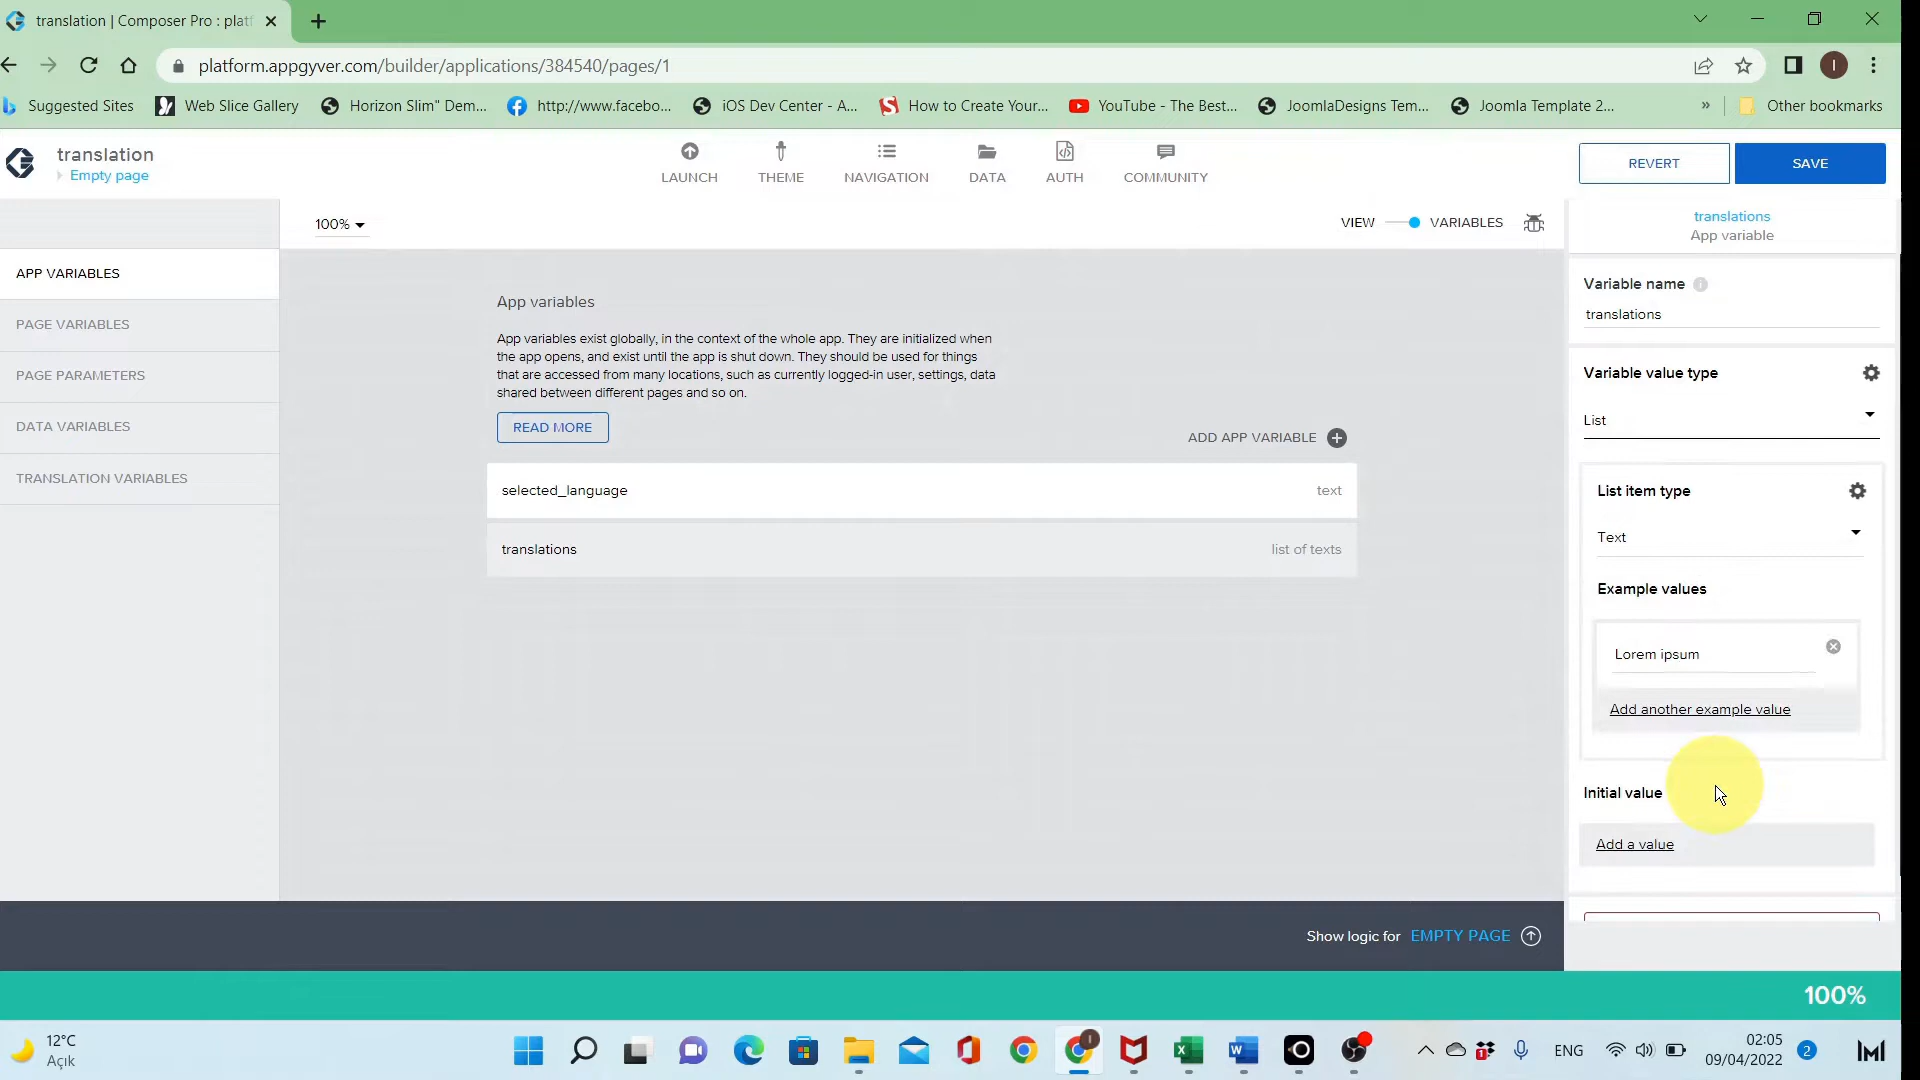 translation | Composer Pro : platf
platform.appgyver.com/builder/applications/384540/pages/1
I
Suggested Sites
Web Slice Gallery
Horizon Slim" Dem...
http://www.facebo...
iOS Dev Center - A...
How to Create Your...
YouTube - The Best...
JoomlaDesigns Tem...
Joomla Template 2...
»
Other bookmarks
translation
Empty page
LAUNCH
THEME
NAVIGATION
DATA
AUTH
COMMUNITY
REVERT
SAVE
100%
VIEW
VARIABLES
translations
App variable
APP VARIABLES
PAGE VARIABLES
PAGE PARAMETERS
DATA VARIABLES
TRANSLATION VARIABLES
App variables
App variables exist globally, in the context of the whole app. They are initialized when
the app opens, and exist until the app is shut down. They should be used for things
that are accessed from many locations, such as currently logged-in user, settings, data
shared between different pages and so on.
READ MORE
ADD APP VARIABLE
selected_language
text
translations
list of texts
Variable name
translations
Variable value type
List
List item type
Text
Example values
Lorem ipsum
Add another example value
Initial value
Add a value
Show logic for EMPTY PAGE
100%
12°C
Açık
ENG
02:05
09/04/2022
2